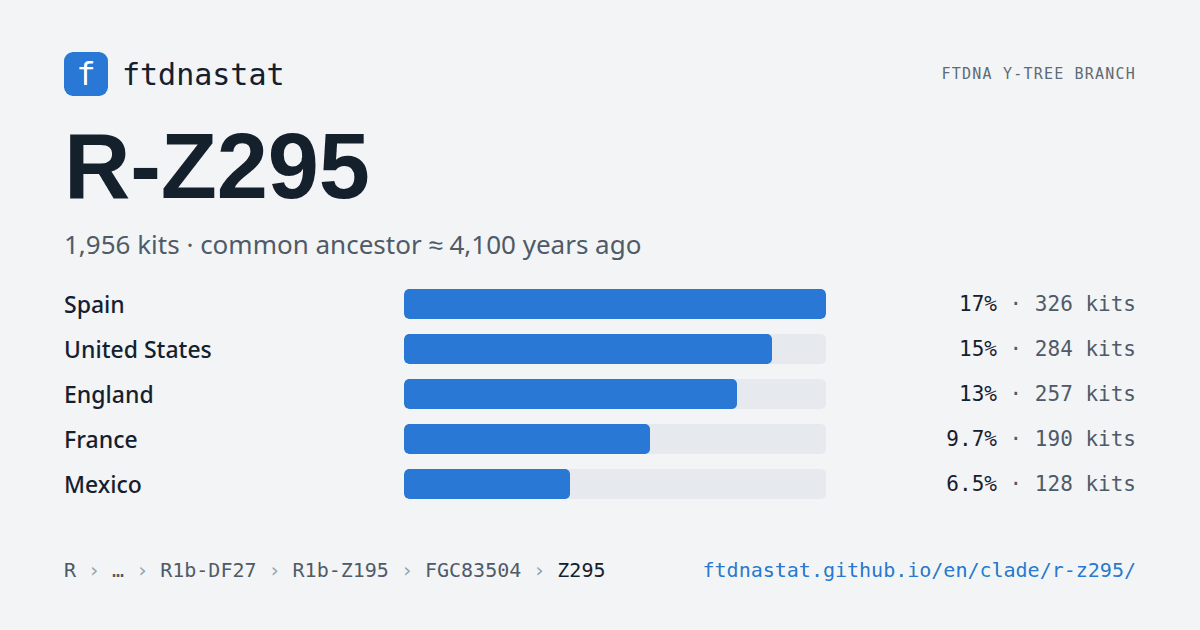 f ftdnastat
FTDNA Y-TREE BRANCH
R-Z295
1,956 kits · common ancestor ≈ 4,100 years ago
Spain 17% · 326 kits
United States 15% · 284 kits
England 13% · 257 kits
France 9.7% · 190 kits
Mexico 6.5% · 128 kits
R › … › R1b-DF27 › R1b-Z195 › FGC83504 › Z295
ftdnastat.github.io/en/clade/r-z295/